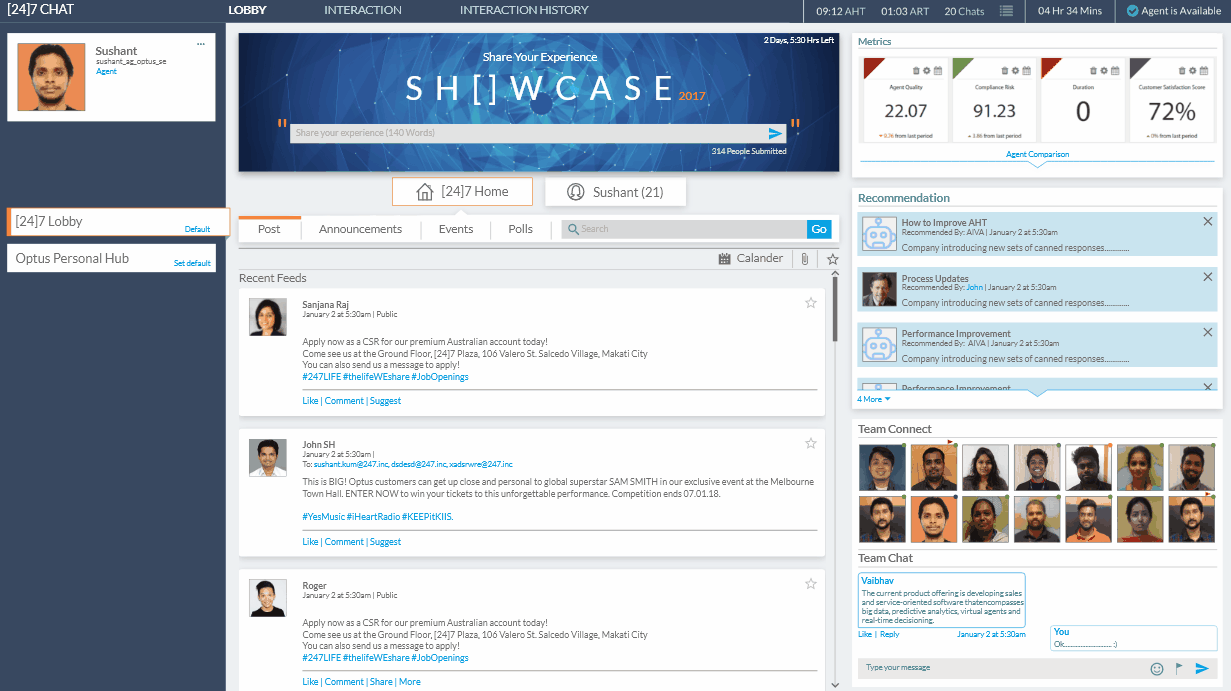 [24]7 CHAT
LOBBY
INTERACTION
INTERACTION HISTORY
09:12 AHT
01:03 ART
20 Chats
04 Hr 34 Mins
Agent is Available
Sushant
sushant_ag_optus_se
Agent
[24]7 Lobby
Default
Optus Personal Hub
Set default
2 Days, 5:30 Hrs Left
Share Your Experience
SH[]WCASE 2017
" Share your experience (140 Words) "
314 People Submitted
[24]7 Home
Sushant (21)
Post
Announcements
Events
Polls
Search
Go
Calander
Recent Feeds
Sanjana Raj
January 2 at 5:30am | Public
Apply now as a CSR for our premium Australian account today!
Come see us at the Ground Floor, [24]7 Plaza, 106 Valero St. Salcedo Village, Makati City
You can also send us a message to apply!
#247LIFE #thelifeWEshare #JobOpenings
Like | Comment | Suggest
John SH
January 2 at 5:30am |
To: sushant.kum@247.inc, dsdesd@247.inc, xadsrwre@247.inc
This is BIG! Optus customers can get up close and personal to global superstar SAM SMITH in our exclusive event at the Melbourne
Town Hall. ENTER NOW to win your tickets to this unforgettable performance. Competition ends 07.01.18.
#YesMusic #iHeartRadio #KEEPitKIIS.
Like | Comment | Suggest
Roger
January 2 at 5:30am | Public
Apply now as a CSR for our premium Australian account today!
Come see us at the Ground Floor, [24]7 Plaza, 106 Valero St. Salcedo Village, Makati City
You can also send us a message to apply!
#247LIFE #thelifeWEshare #JobOpenings
Like | Comment | Share | More
Metrics
Agent Quality
22.07
0.76 from last period
Compliance Risk
91.23
3.86 from last period
Duration
0
Customer Satisfaction Score
72%
0% from last period
Agent Comparison
Recommendation
How to Improve AHT
Recommended By: AIVA | January 2 at 5:30am
Company introducing new sets of canned responses............
Process Updates
Recommended By: John | January 2 at 5:30am
Company introducing new sets of canned responses............
Performance Improvement
Recommended By: AIVA | January 2 at 5:30am
Company introducing new sets of canned responses............
Performance Improvement
4 More
Team Connect
Team Chat
Vaibhav
The current product offering is developing sales
and service-oriented software thatencompasses
big data, predictive analytics, virtual agents and
real-time decisioning.
Like | Reply
January 2 at 5:30am
You
Ok.......................... :)
Type your message